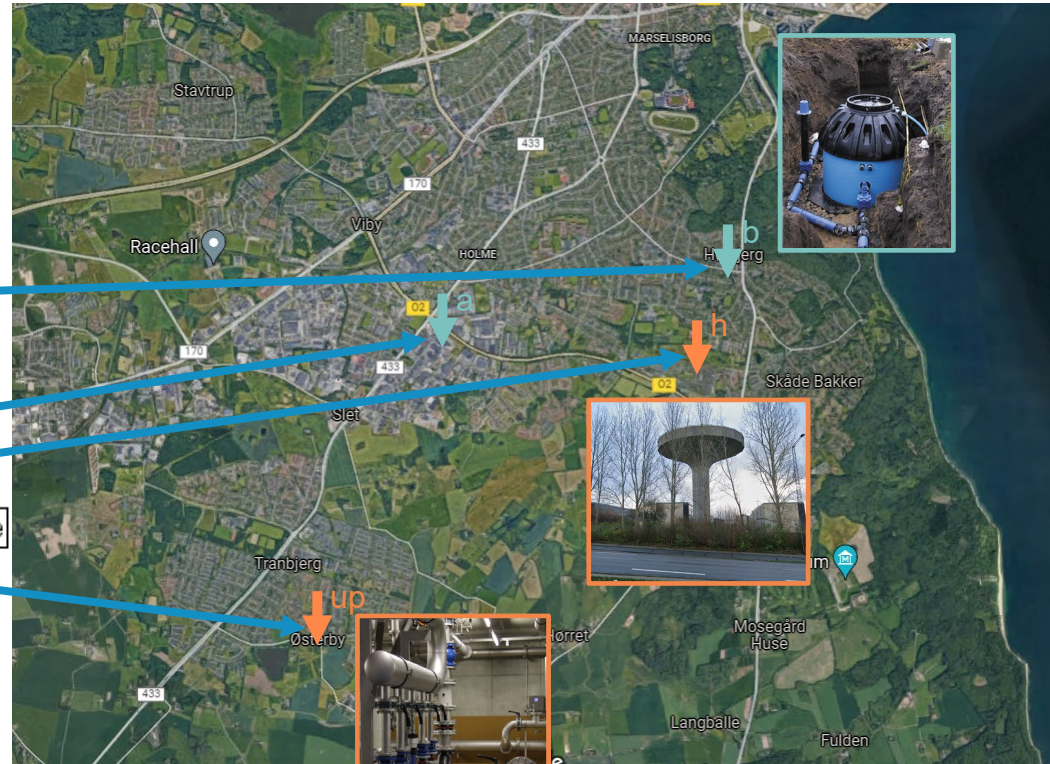 MARSELISBORG
Stavtrup
433
170
Viby
b
Racehall
HOLME
O2
a
h
170
433
O2
Skåde Bakker
Slet
e
Tranbjerg
um
up
Østerby
Hørret
Mosegård
Huse
433
Langballe
Fulden
e